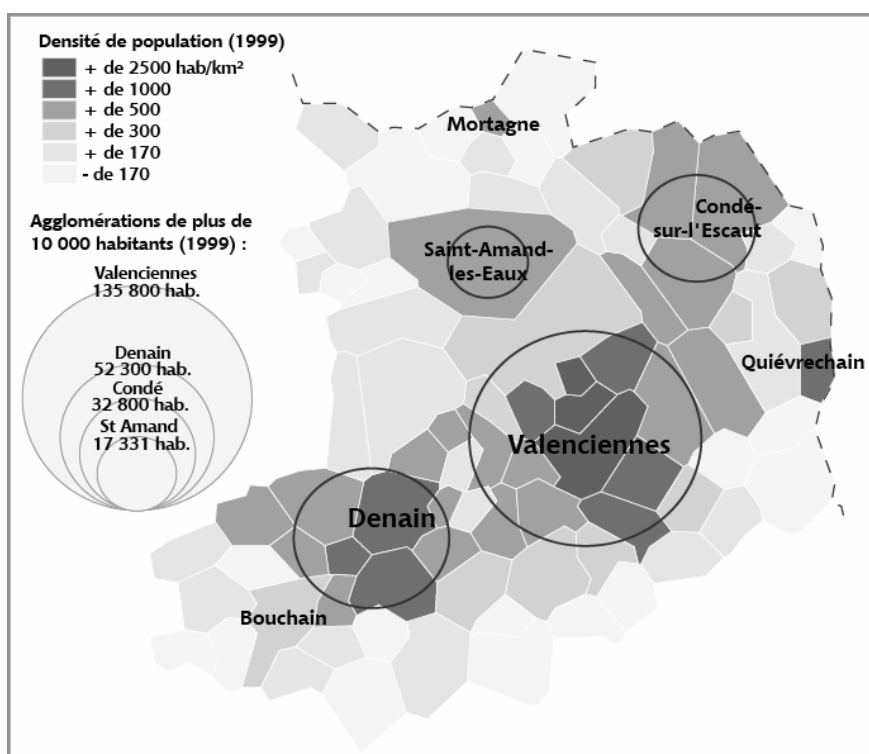 Densité de population (1999)
+ de 2500 hab/km²
+ de 1000
+ de 500
+ de 300
+ de 170
- de 170
Agglomérations de plus de
10 000 habitants (1999) :
Valenciennes
135 800 hab.
Denain
52 300 hab.
Condé
32 800 hab.
St Amand
17 331 hab.
Mortagne
Condé-
sur-l'Escaut
Saint-Amand-
les-Eaux
Quiévrechain
Valenciennes
Denain
Bouchain